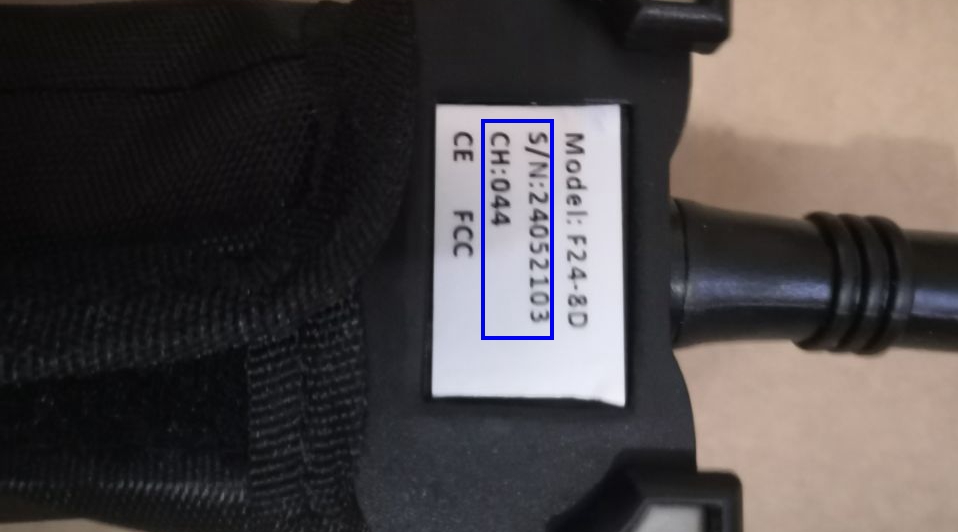 Model: F24-8D
S/N:24052103
CH:044
CE FCC